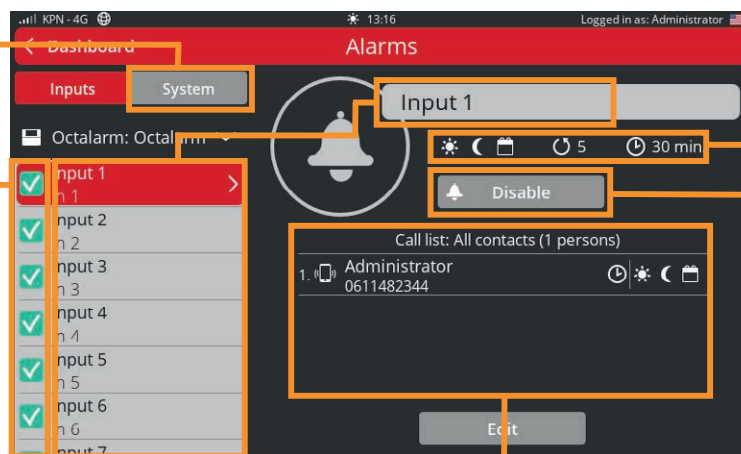 KPN - 4G 13:16 Logged in as: Administrator
Dashboard Alarms
Inputs System
Input 1
Octalarm: Octalarm
5 30 min
Disable
Input 1
In 1
Input 2
In 2
Input 3
In 3
Input 4
In 4
Input 5
In 5
Input 6
In 6
Input 7
Call list: All contacts (1 persons)
1. Administrator
0611482344
Edit